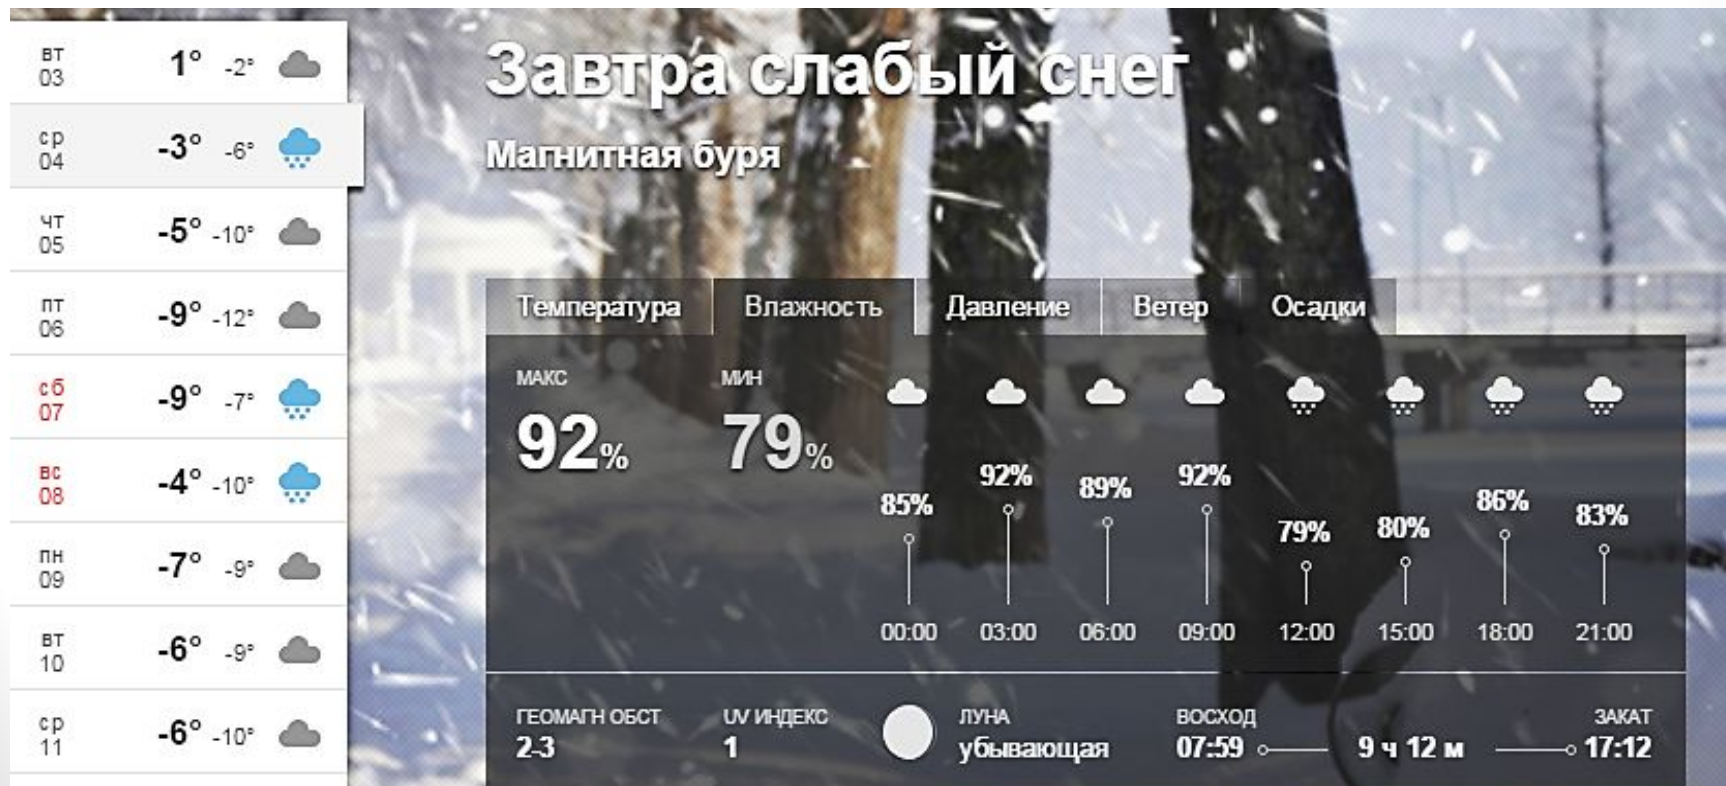 вт
03
1° -2°
ср
04
-3° -6°
чт
05
-5° -10°
пт
06
-9° -12°
сб
07
-9° -7°
вс
08
-4° -10°
пн
09
-7° -9°
вт
10
-6° -9°
ср
11
-6° -10°
Завтра слабый снег
Магнитная буря
Температура Влажность Давление Ветер Осадки
МАКС МИН
92% 79%
85% 92% 89% 92% 79% 80% 86% 83%
00:00 03:00 06:00 09:00 12:00 15:00 18:00 21:00
ГЕОМАГН ОБСТ UV ИНДЕКС ЛУНА ВОСХОД ЗАКАТ
2-3 1 убывающая 07:59 9 ч 12 м 17:12